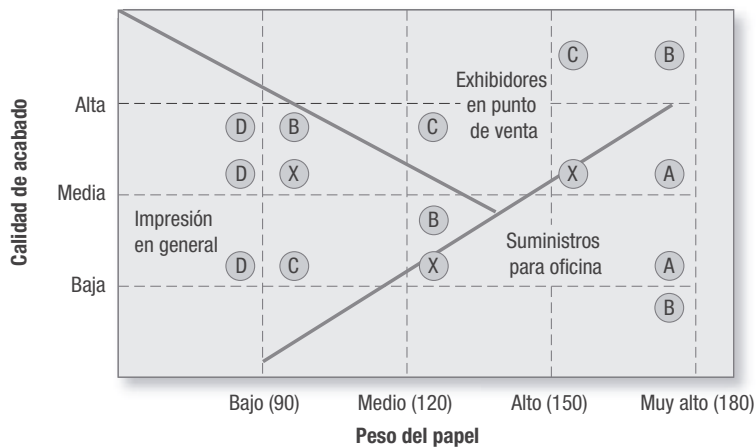 Calidad de acabado
Alta
Media
Baja
C
B
Exhibidores
en punto
de venta
D
B
C
D
X
X
A
Impresión
en general
B
Suministros
para oficina
D
C
X
A
B
Bajo (90)
Medio (120)
Alto (150)
Muy alto (180)
Peso del papel